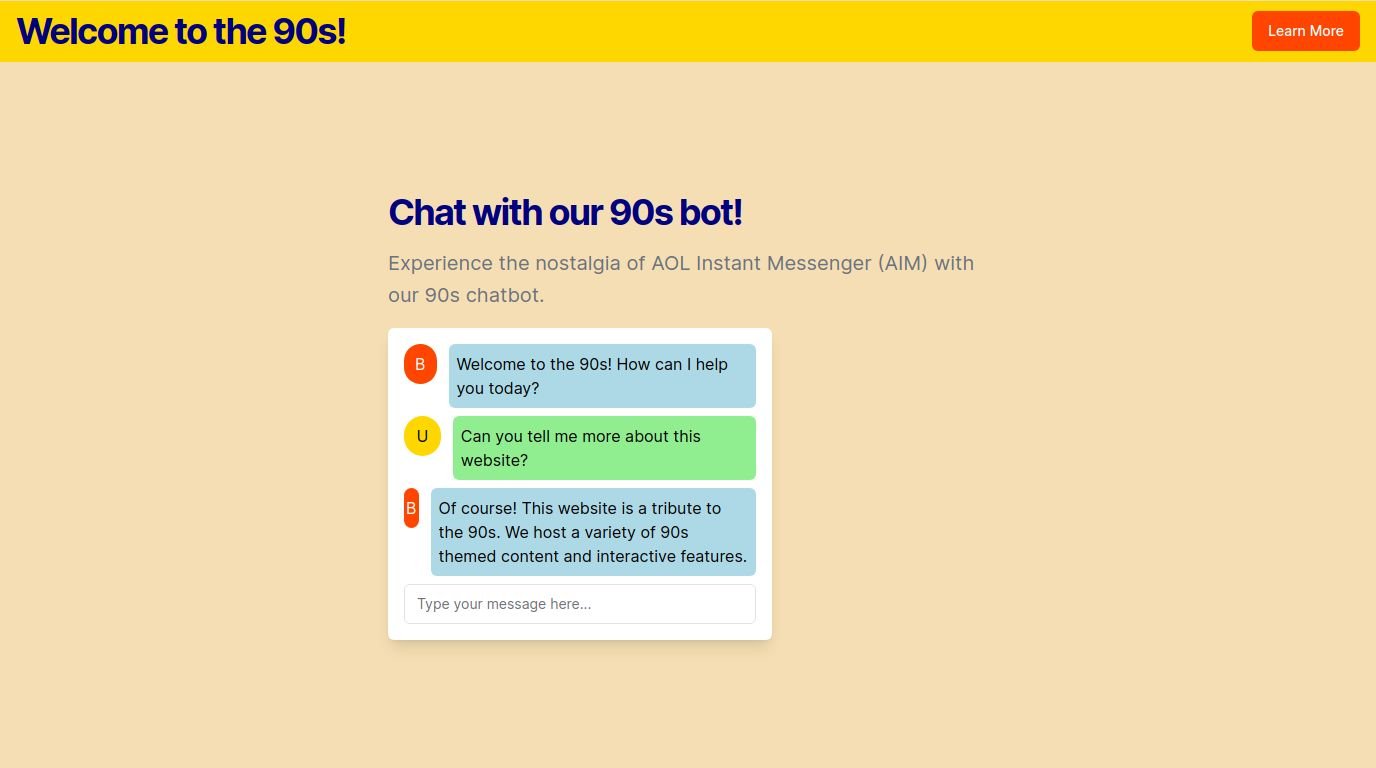 Welcome to the 90s!
Learn More
Chat with our 90s bot!
Experience the nostalgia of AOL Instant Messenger (AIM) with
our 90s chatbot.
B
Welcome to the 90s! How can I help
you today?
U
Can you tell me more about this
website?
B
Of course! This website is a tribute to
the 90s. We host a variety of 90s
themed content and interactive features.
Type your message here...